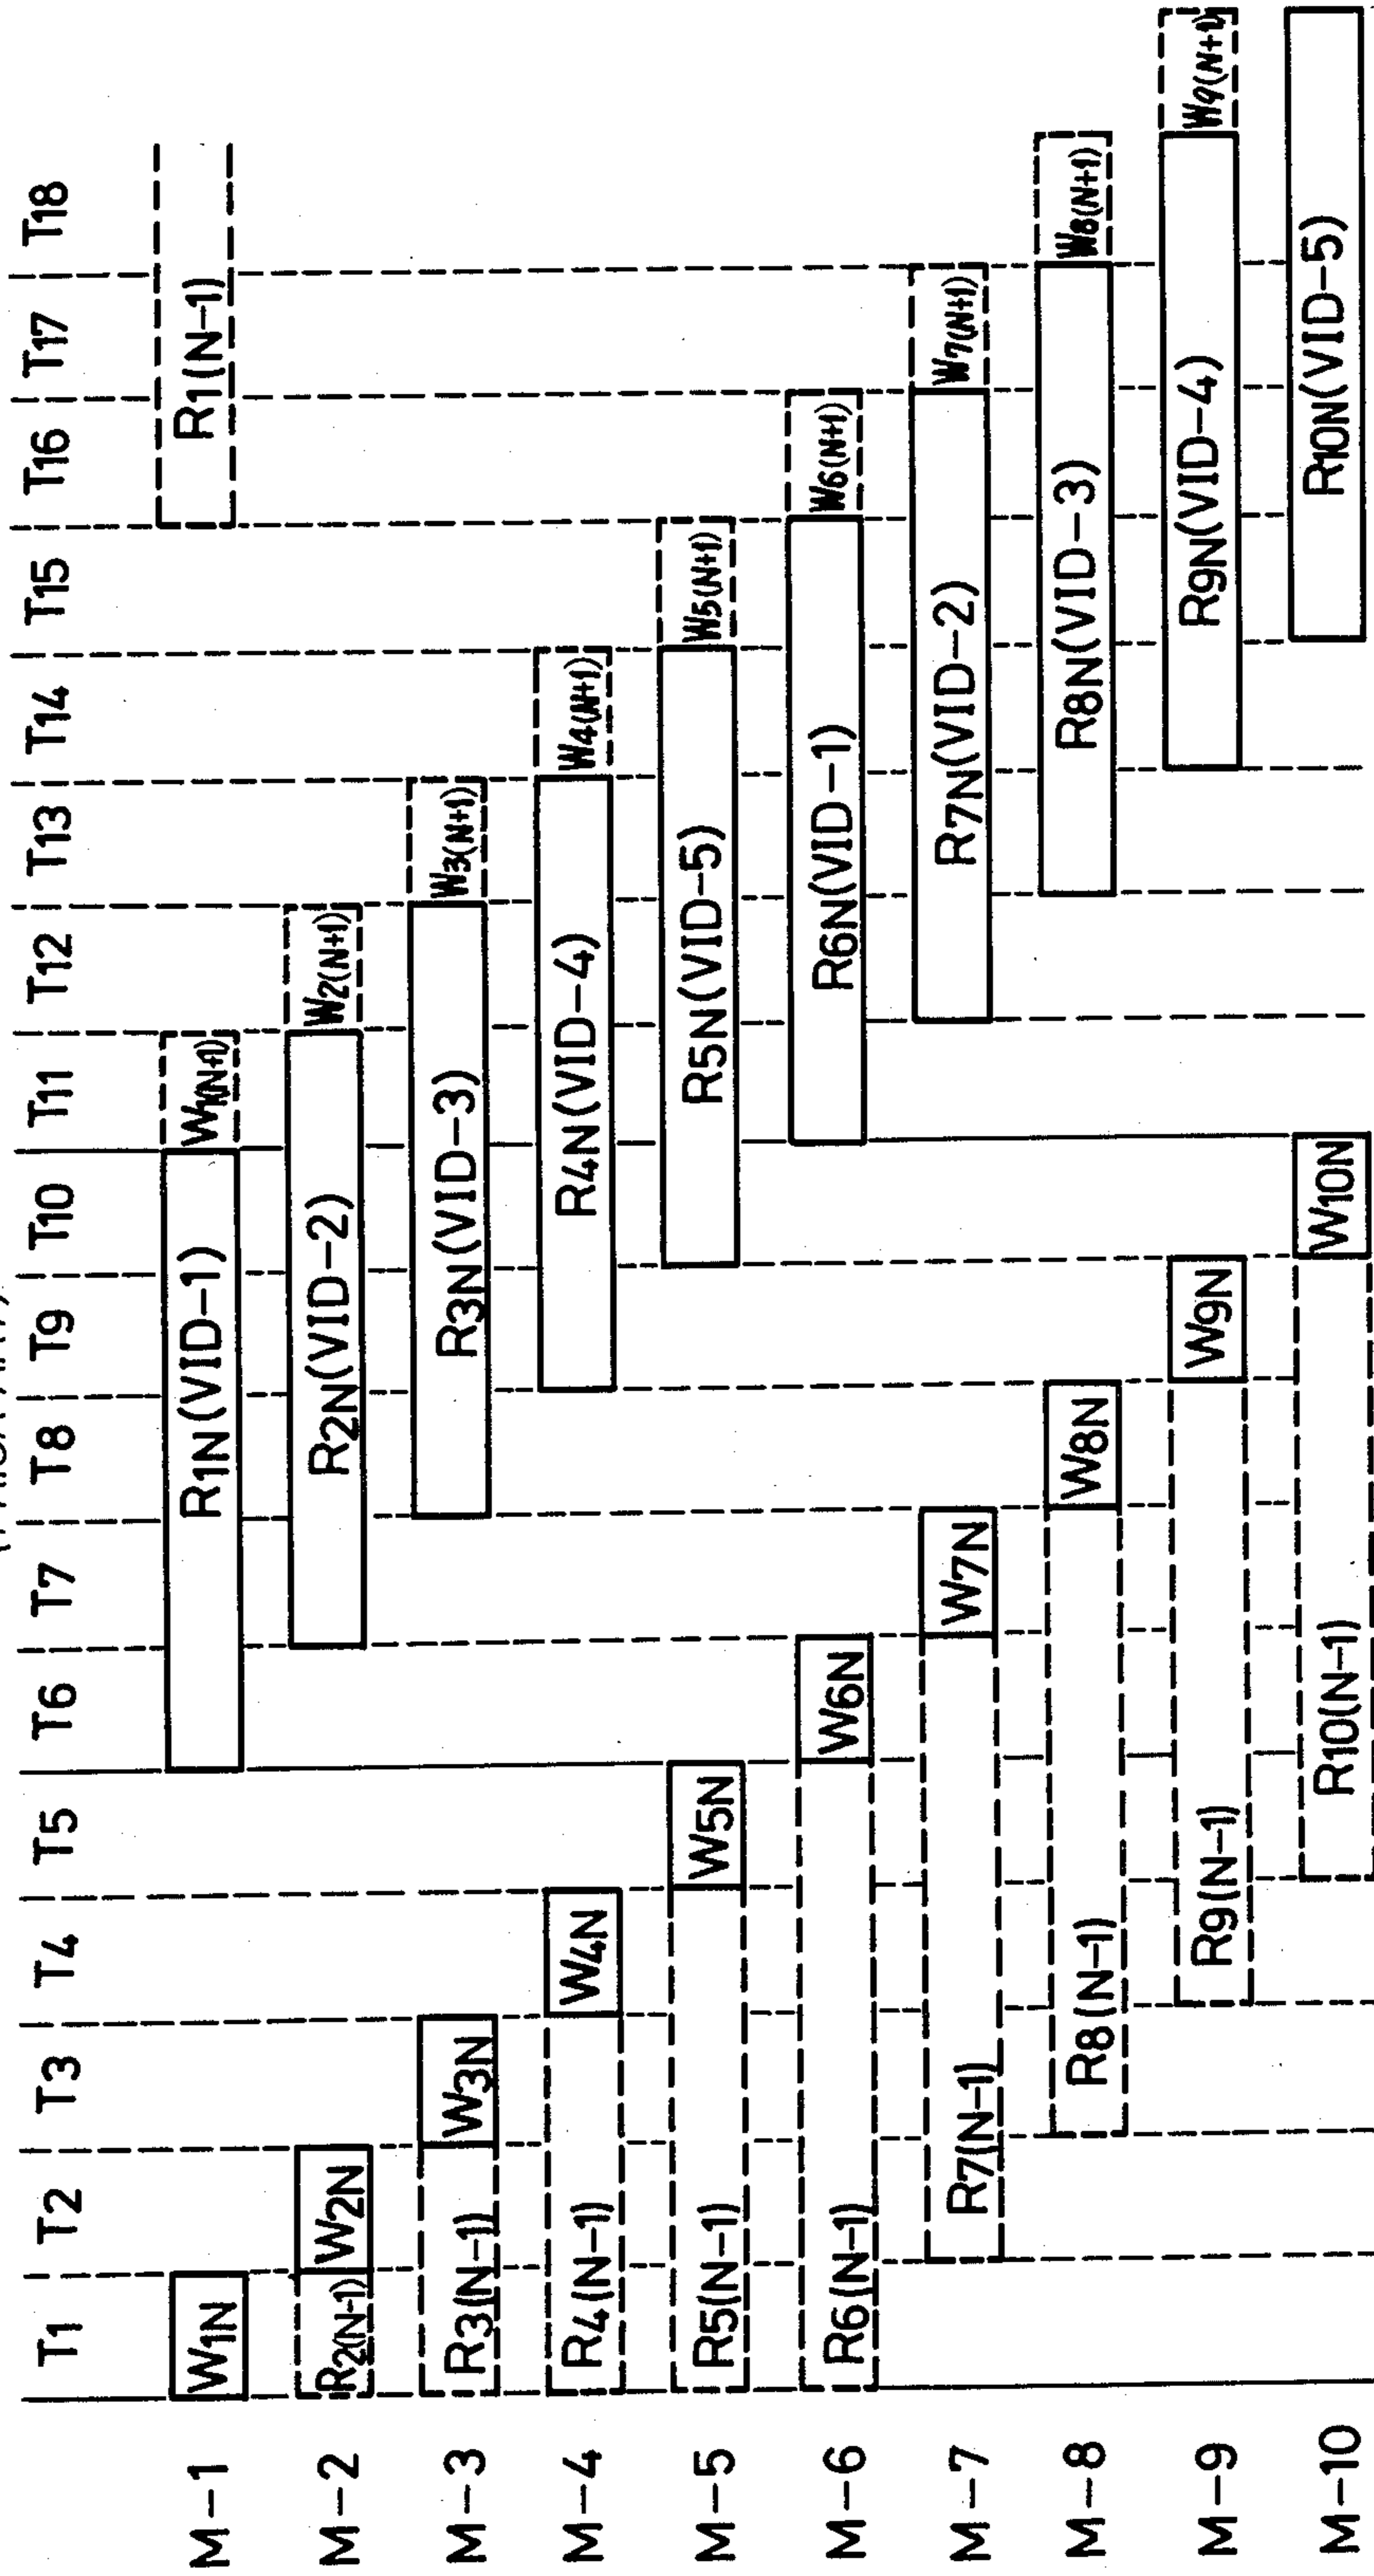 T1 T2 T3 T4 T5 T6 T7 T8 T9 T10 T11 T12 T13 T14 T15 T16 T17 T18
M-1 W1N R1N(VID-1) W1(N+1) R1(N-1)
M-2 R2(N-1) W2N R2N(VID-2) W2(N+1)
M-3 R3(N-1) W3N R3N(VID-3) W3(N+1)
M-4 R4(N-1) W4N R4N(VID-4) W4(N+1)
M-5 R5(N-1) W5N R5N(VID-5) W5(N+1)
M-6 R6(N-1) W6N R6N(VID-1) W6(N+1)
M-7 R7(N-1) W7N R7N(VID-2) W7(N+1)
M-8 R8(N-1) W8N R8N(VID-3) W8(N+1)
M-9 R9(N-1) W9N R9N(VID-4) W9(N+1)
M-10 R10(N-1) W10N R10N(VID-5)